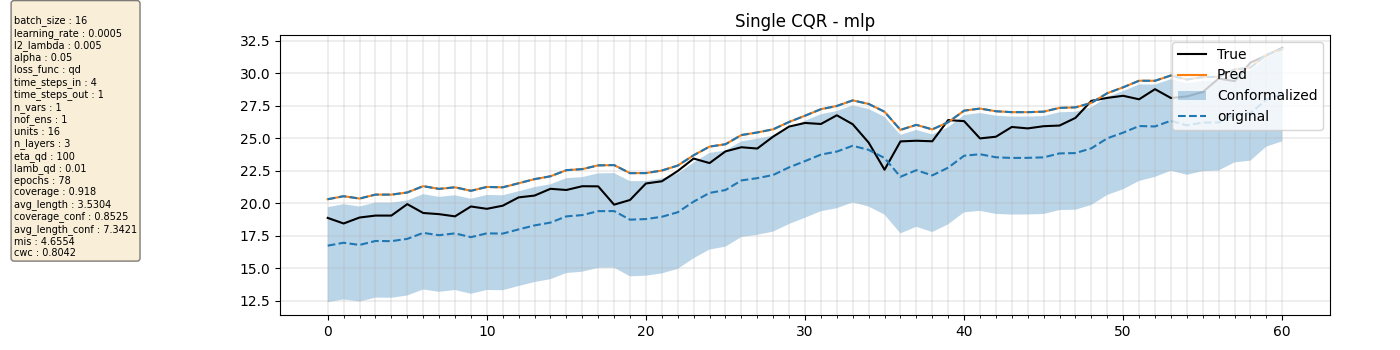 batch_size : 16
learning_rate : 0.0005
l2_lambda : 0.005
alpha : 0.05
loss_func : qd
time_steps_in : 4
time_steps_out : 1
n_vars : 1
nof_ens : 1
units : 16
n_layers : 3
eta_qd : 100
lamb_qd : 0.01
epochs : 78
coverage : 0.918
avg_length : 3.5304
coverage_conf : 0.8525
avg_length_conf : 7.3421
mis : 4.6554
cwc : 0.8042
Single CQR - mlp
32.5
30.0
27.5
25.0
22.5
20.0
17.5
15.0
12.5
True
Pred
Conformalized
original
0 10 20 30 40 50 60